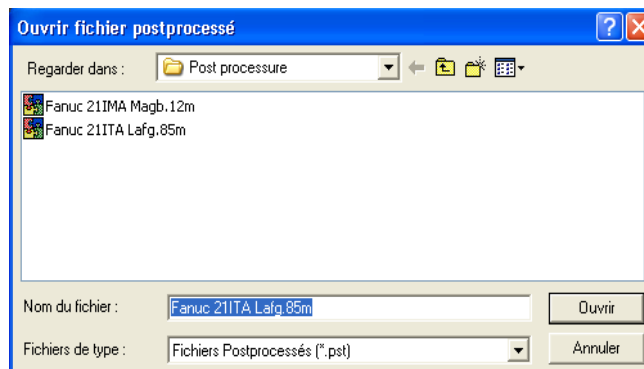 Ouvrir fichier postprocessé
Regarder dans :
Post processure
Fanuc 21IMA Magb.12m
Fanuc 21ITA Lafg.85m
Nom du fichier :
Fanuc 21ITA Lafg.85m
Ouvrir
Fichiers de type :
Fichiers Postprocessés (*.pst)
Annuler